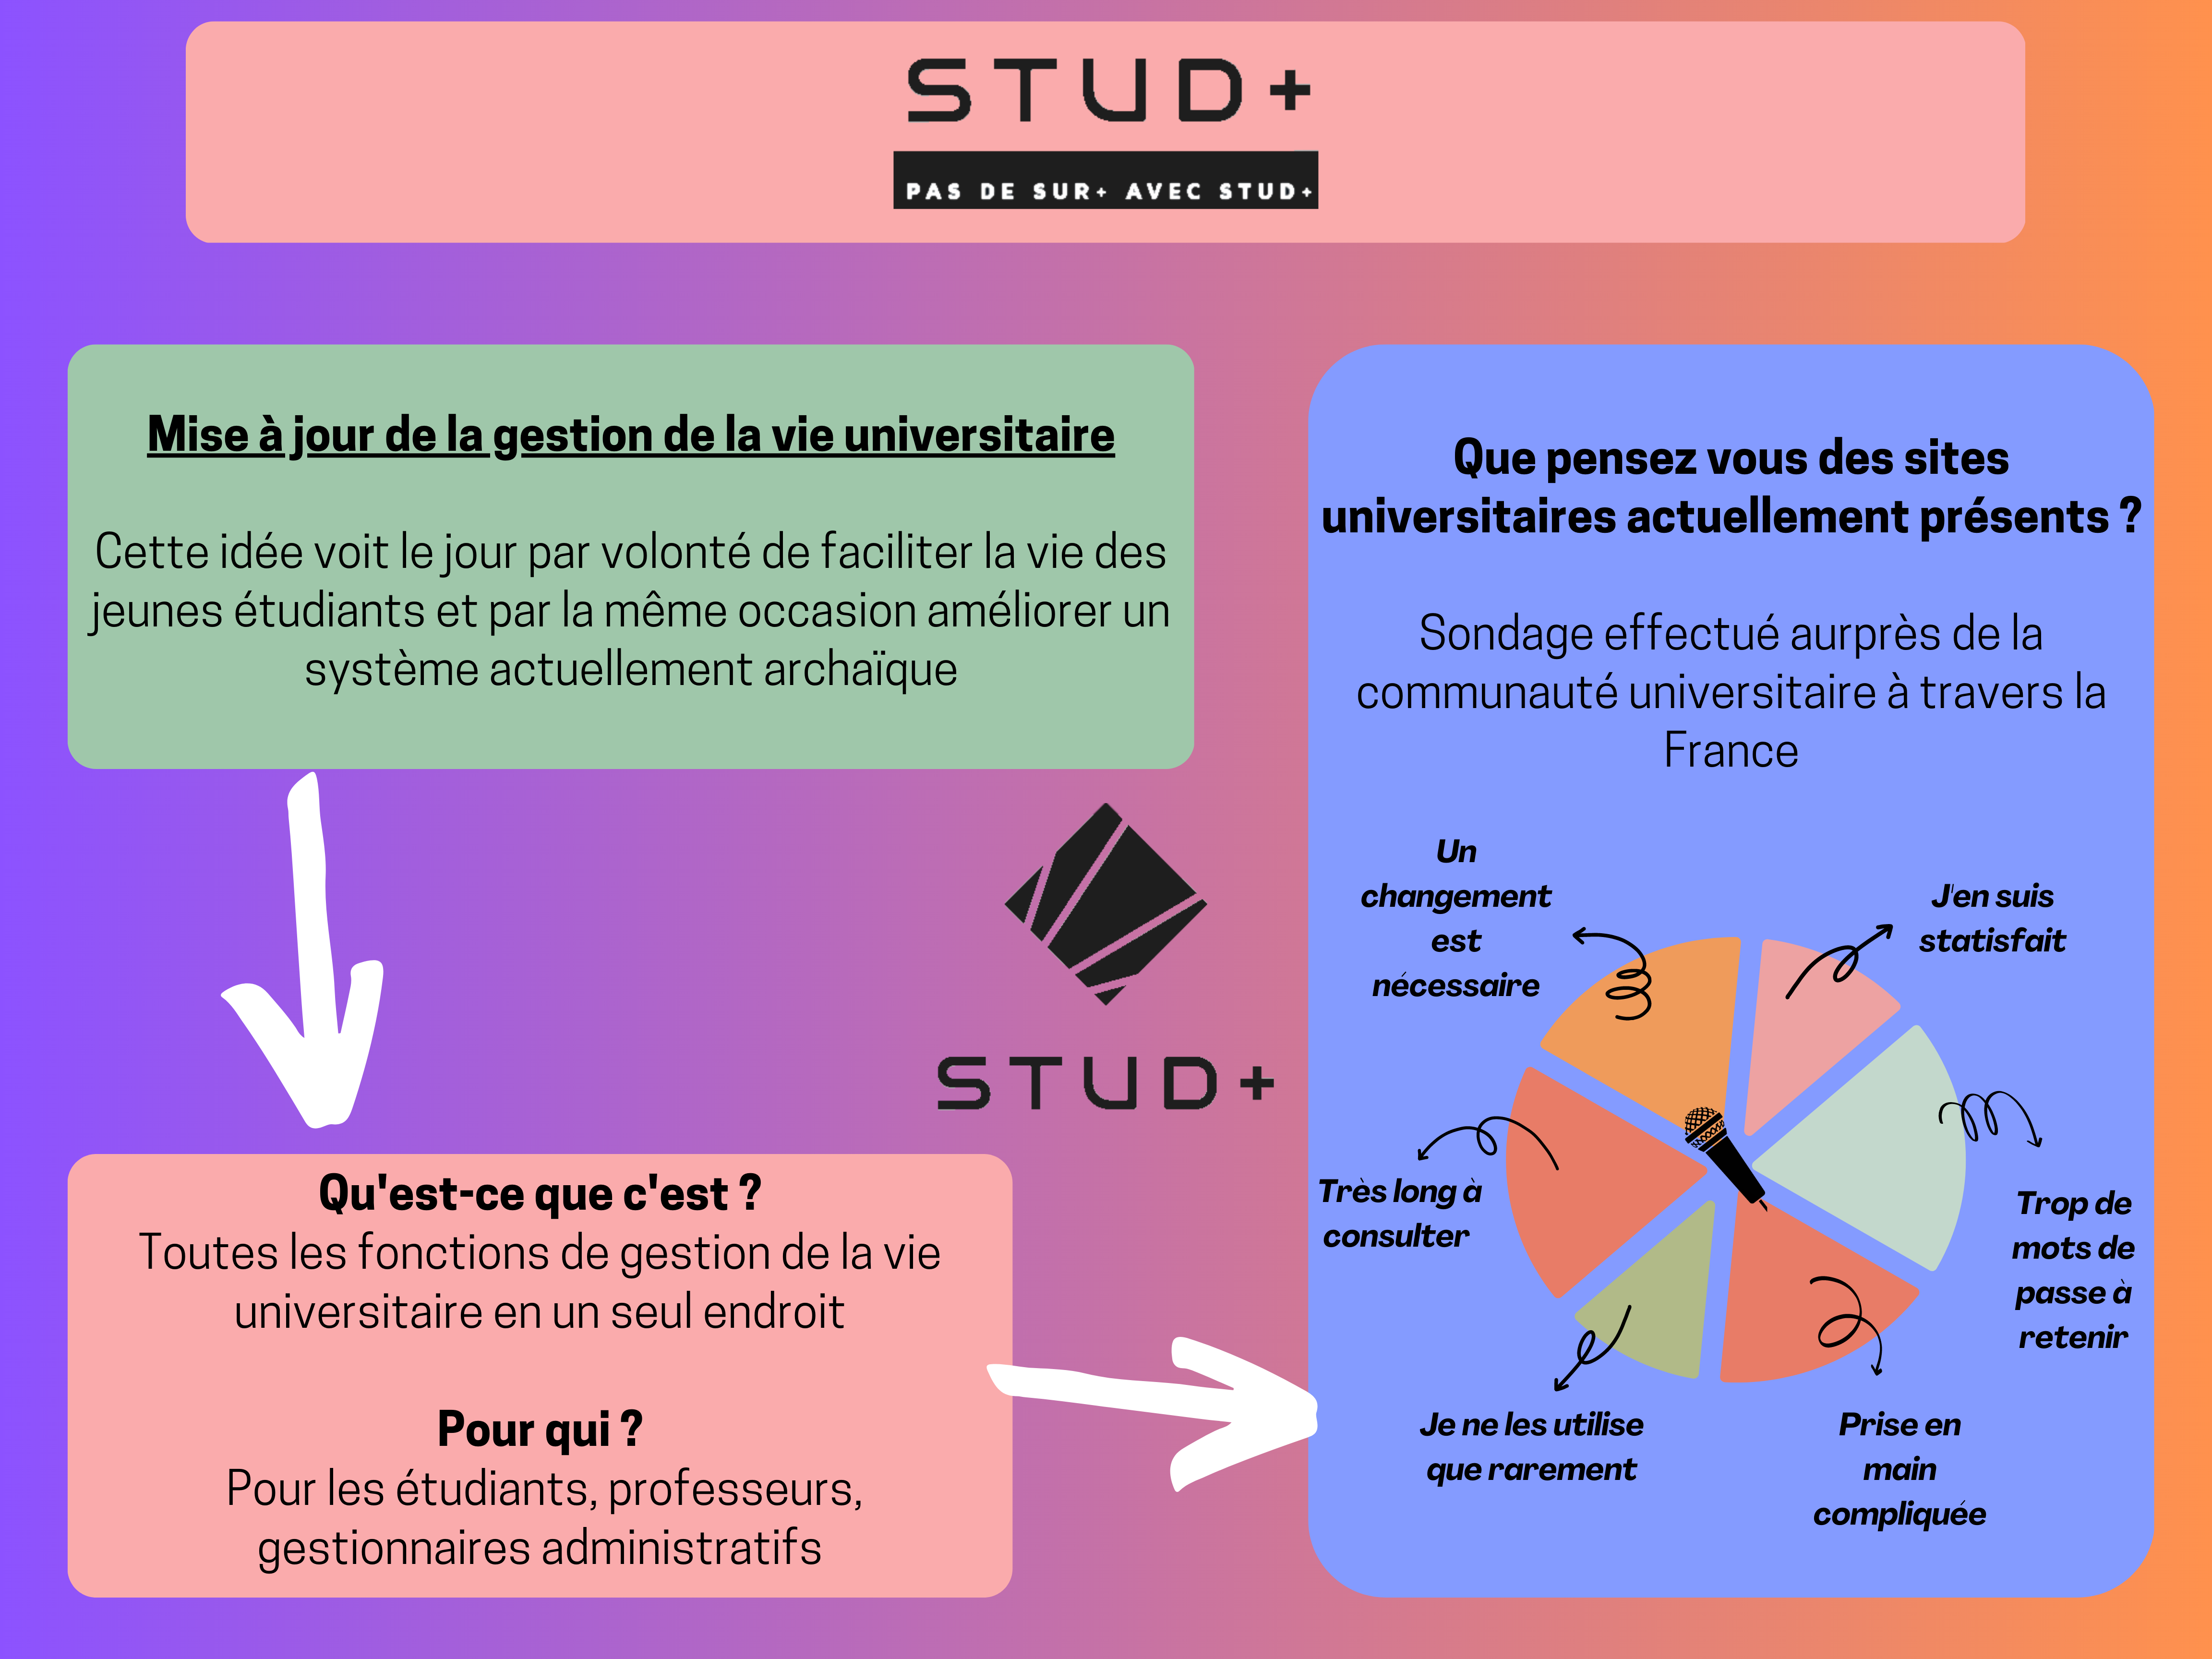 STUD+
PAS DE SUR+ AVEC STUD+
Mise à jour de la gestion de la vie universitaire
Cette idée voit le jour par volonté de faciliter la vie des
jeunes étudiants et par la même occasion améliorer un
système actuellement archaïque
STUD+
Qu'est-ce que c'est ?
Toutes les fonctions de gestion de la vie
universitaire en un seul endroit
Pour qui ?
Pour les étudiants, professeurs,
gestionnaires administratifs
Que pensez vous des sites
universitaires actuellement présents ?
Sondage effectué aurprès de la
communauté universitaire à travers la
France
Un
changement
est
nécessaire
J'en suis
statisfait
Très long à
consulter
Trop de
mots de
passe à
retenir
Je ne les utilise
que rarement
Prise en
main
compliquée